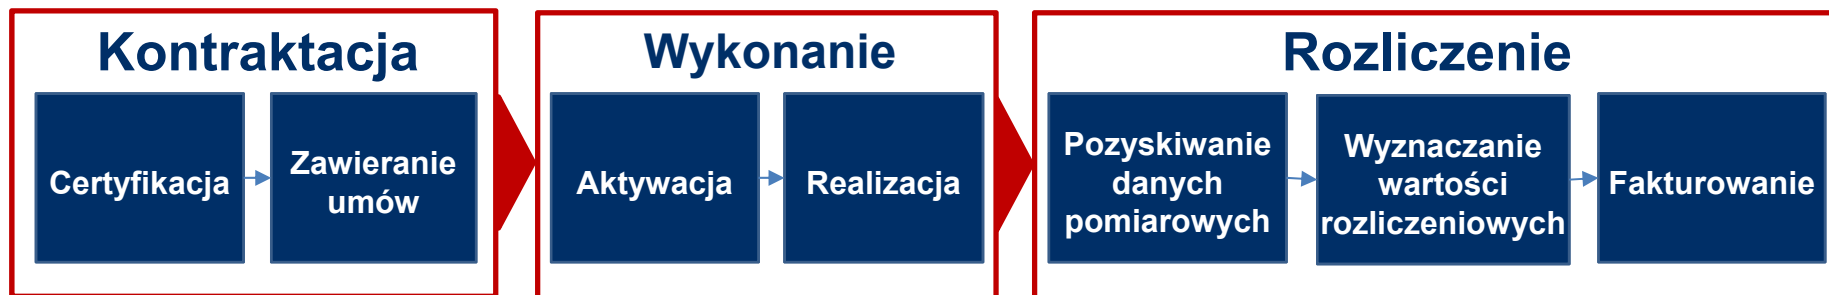 Kontraktacja
Certyfikacja
Zawieranie
umów
Wykonanie
Aktywacja
Realizacja
Rozliczenie
Pozyskiwanie
danych
pomiarowych
Wyznaczanie
wartości
rozliczeniowych
Fakturowanie